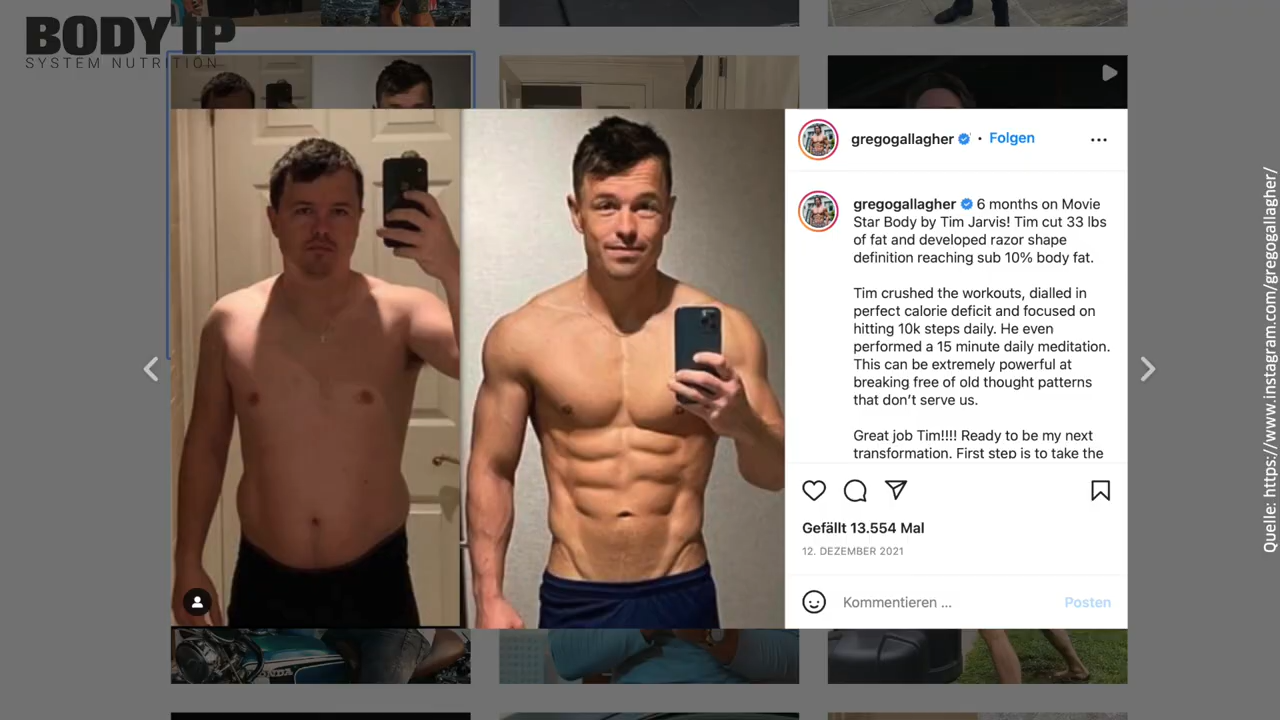 BODY IP
SYSTEM NUTRITION
gregogallagher · Folgen
gregogallagher 6 months on Movie
Star Body by Tim Jarvis! Tim cut 33 lbs
of fat and developed razor shape
definition reaching sub 10% body fat.
Tim crushed the workouts, dialled in
perfect calorie deficit and focused on
hitting 10k steps daily. He even
performed a 15 minute daily meditation.
This can be extremely powerful at
breaking free of old thought patterns
that don’t serve us.
Great job Tim!!!! Ready to be my next
transformation. First step is to take the
Gefällt 13.554 Mal
12. DEZEMBER 2021
Kommentieren ...
Posten
Quelle: https://www.instagram.com/gregogallagher/
HONDA